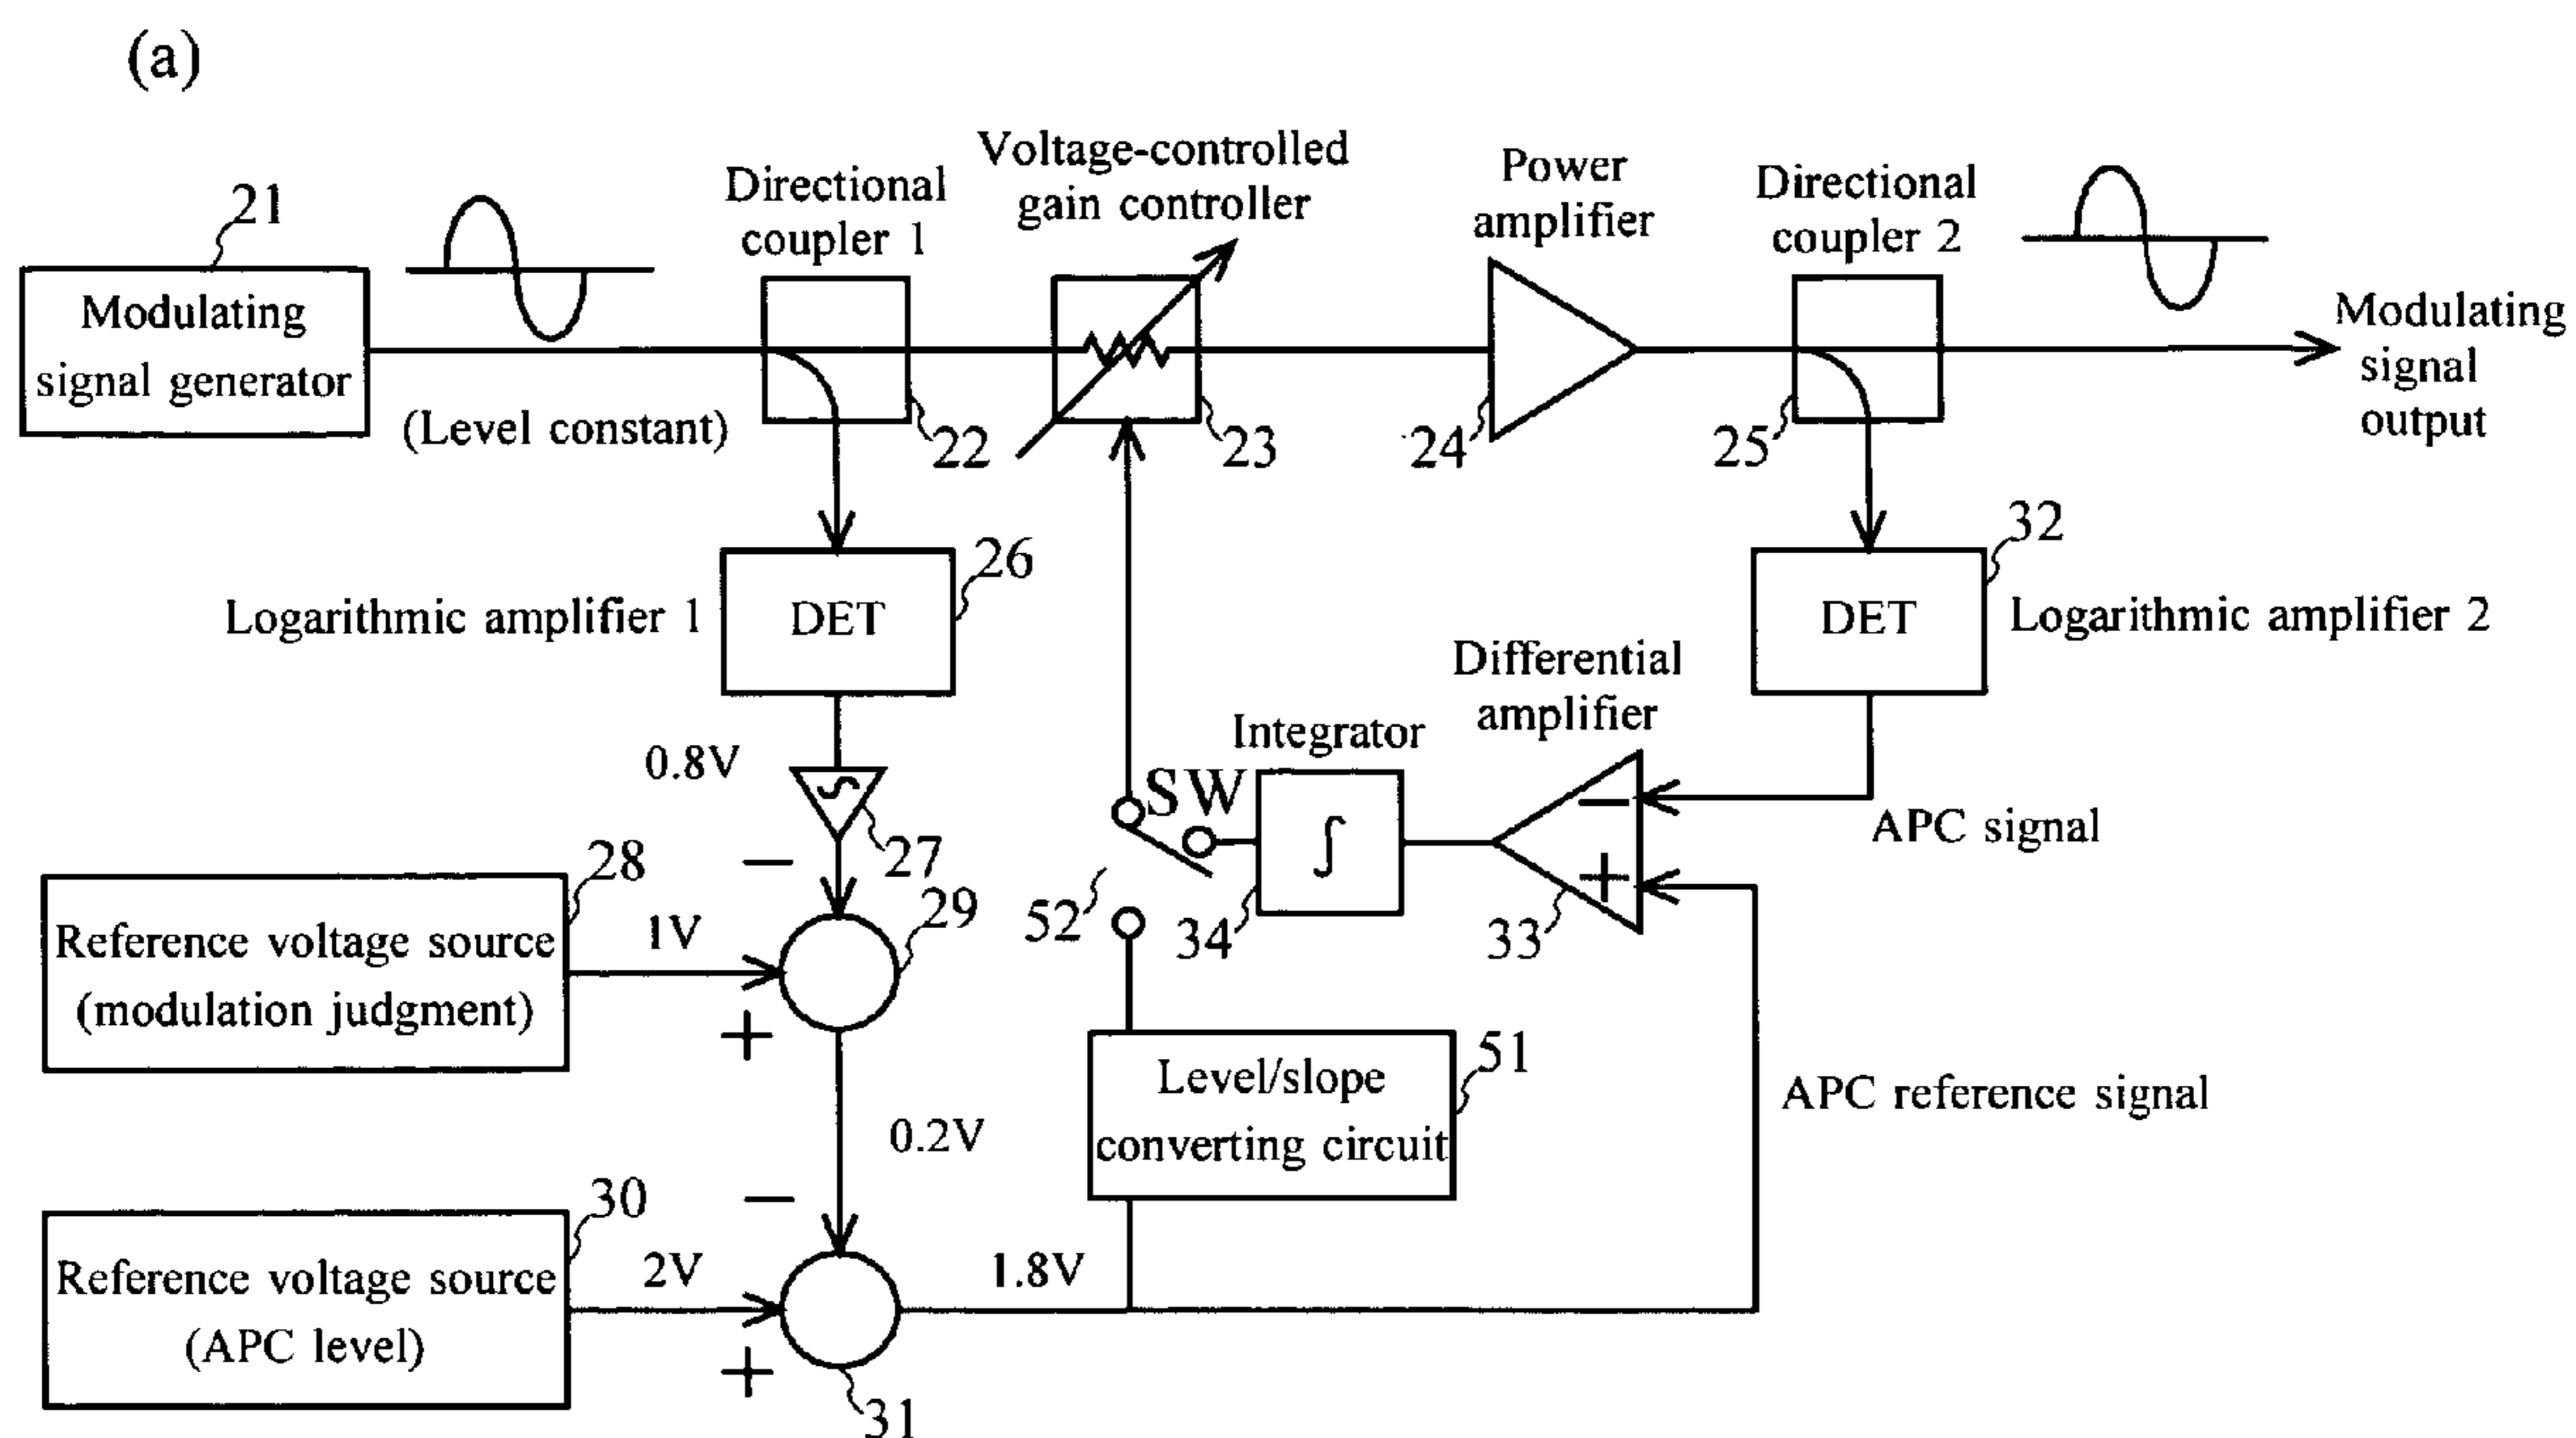 (a)
21
Modulating
signal generator
(Level constant)
Directional
coupler 1
22
Voltage-controlled
gain controller
23
Power
amplifier
24
Directional
coupler 2
25
Modulating
signal
output
Logarithmic amplifier 1
DET
26
DET
32
Logarithmic amplifier 2
0.8V
27
Differential
amplifier
Integrator
SW
52
34
33
− 
+
APC signal
Reference voltage source
(modulation judgment)
28
1V
−
+
29
0.2V
Level/slope
converting circuit
51
APC reference signal
Reference voltage source
(APC level)
30
2V
−
+
31
1.8V